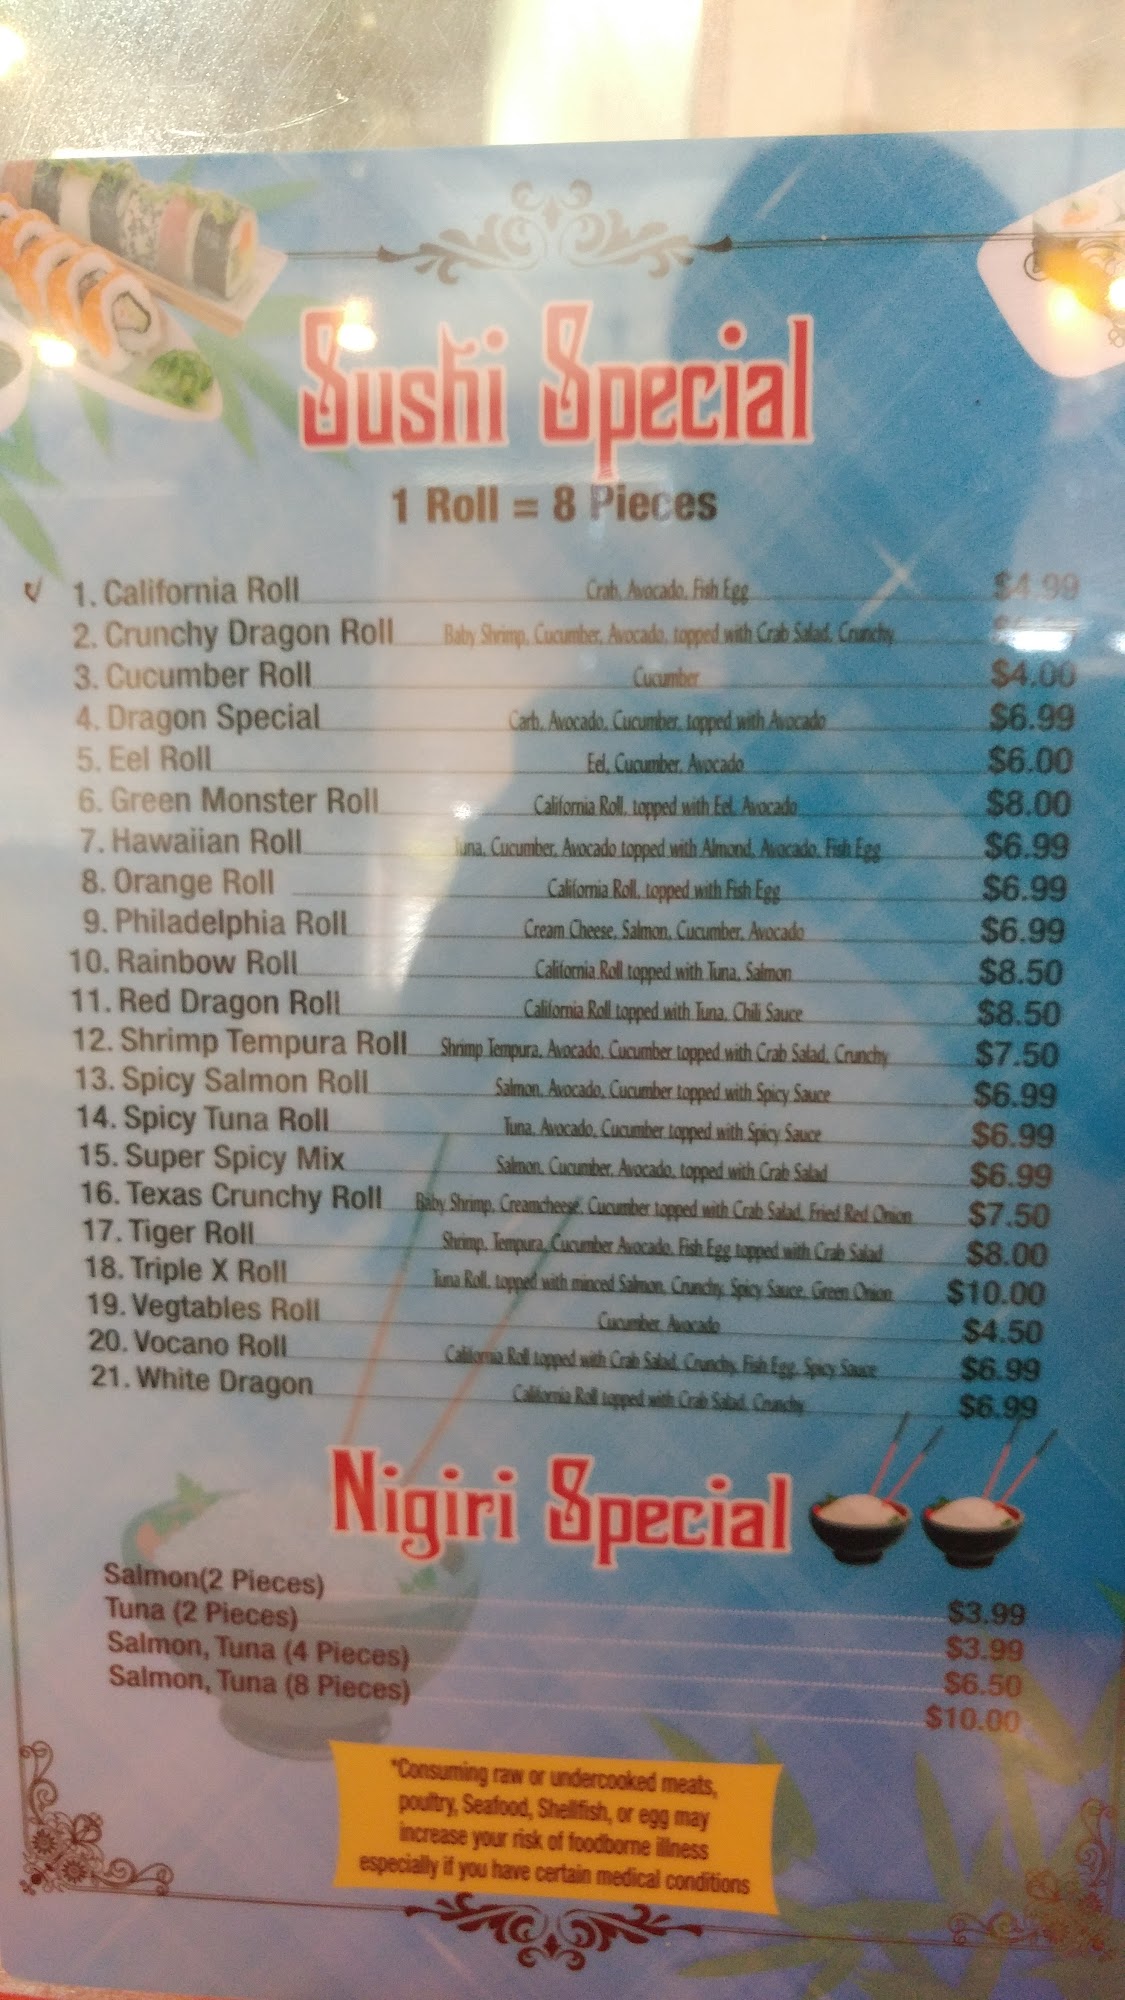 Sushi Special
1 Roll = 8 Pieces
1. California Roll Crab, Avocado, Fish Egg $4.99
2. Crunchy Dragon Roll Baby Shrimp, Cucumber, Avocado, topped with Crab Salad, Crunchy
3. Cucumber Roll Cucumber $4.00
4. Dragon Special Carb, Avocado, Cucumber, topped with Avocado $6.99
5. Eel Roll Eel, Cucumber, Avocado $6.00
6. Green Monster Roll California Roll, topped with Eel, Avocado $8.00
7. Hawaiian Roll Tuna, Cucumber, Avocado topped with Almond, Avocado, Fish Egg $6.99
8. Orange Roll California Roll, topped with Fish Egg $6.99
9. Philadelphia Roll Cream Cheese, Salmon, Cucumber, Avocado $6.99
10. Rainbow Roll California Roll topped with Tuna, Salmon $8.50
11. Red Dragon Roll California Roll topped with Tuna, Chili Sauce $8.50
12. Shrimp Tempura Roll Shrimp Tempura, Avocado, Cucumber topped with Crab Salad, Crunchy $7.50
13. Spicy Salmon Roll Salmon, Avocado, Cucumber topped with Spicy Sauce $6.99
14. Spicy Tuna Roll Tuna, Avocado, Cucumber topped with Spicy Sauce $6.99
15. Super Spicy Mix Salmon, Cucumber, Avocado, topped with Crab Salad $6.99
16. Texas Crunchy Roll Baby Shrimp, Creamcheese, Cucumber topped with Crab Salad, Fried Red Onion $7.50
17. Tiger Roll Shrimp, Tempura, Cucumber Avocado, Fish Egg topped with Crab Salad $8.00
18. Triple X Roll Tuna Roll, topped with minced Salmon, Crunchy, Spicy Sauce, Green Onion $10.00
19. Vegtables Roll Cucumber, Avocado $4.50
20. Vocano Roll California Roll topped with Crab Salad, Crunchy, Fish Egg, Spicy Sauce $6.99
21. White Dragon California Roll topped with Crab Salad, Crunchy $6.99
Nigiri Special
Salmon(2 Pieces) $3.99
Tuna (2 Pieces) $3.99
Salmon, Tuna (4 Pieces) $6.50
Salmon, Tuna (8 Pieces) $10.00
*Consuming raw or undercooked meats,
poultry, Seafood, Shellfish, or egg may
increase your risk of foodborne illness
especially if you have certain medical conditions